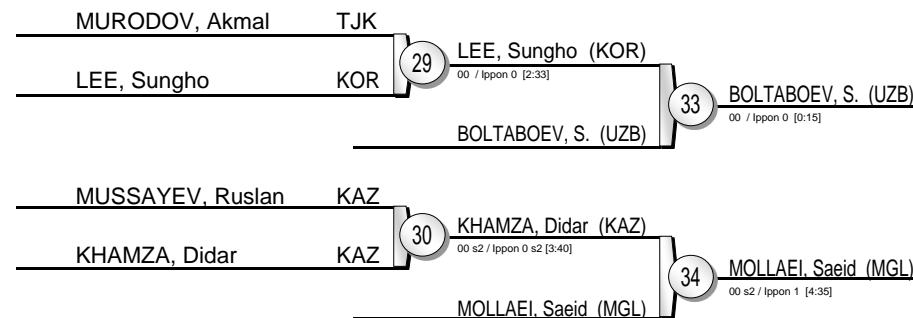 MURODOV, Akmal TJK
LEE, Sungho KOR
29
LEE, Sungho (KOR)
00 / Ippon 0 [2:33]
BOLTABOEV, S. (UZB)
33
BOLTABOEV, S. (UZB)
00 / Ippon 0 [0:15]
MUSSAYEV, Ruslan KAZ
KHAMZA, Didar KAZ
30
KHAMZA, Didar (KAZ)
00 s2 / Ippon 0 s2 [3:40]
MOLLAEI, Saeid (MGL)
34
MOLLAEI, Saeid (MGL)
00 s2 / Ippon 1 [4:35]